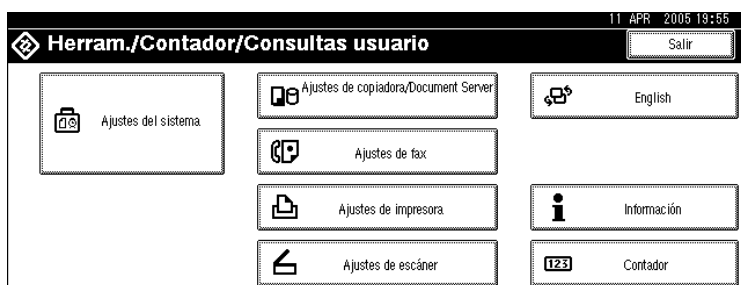 11 APR 2005 19:55
Herram./Contador/Consultas usuario
Salir
Ajustes del sistema
Ajustes de copiadora/Document Server
Ajustes de fax
Ajustes de impresora
Ajustes de escáner
English
Información
123
Contador